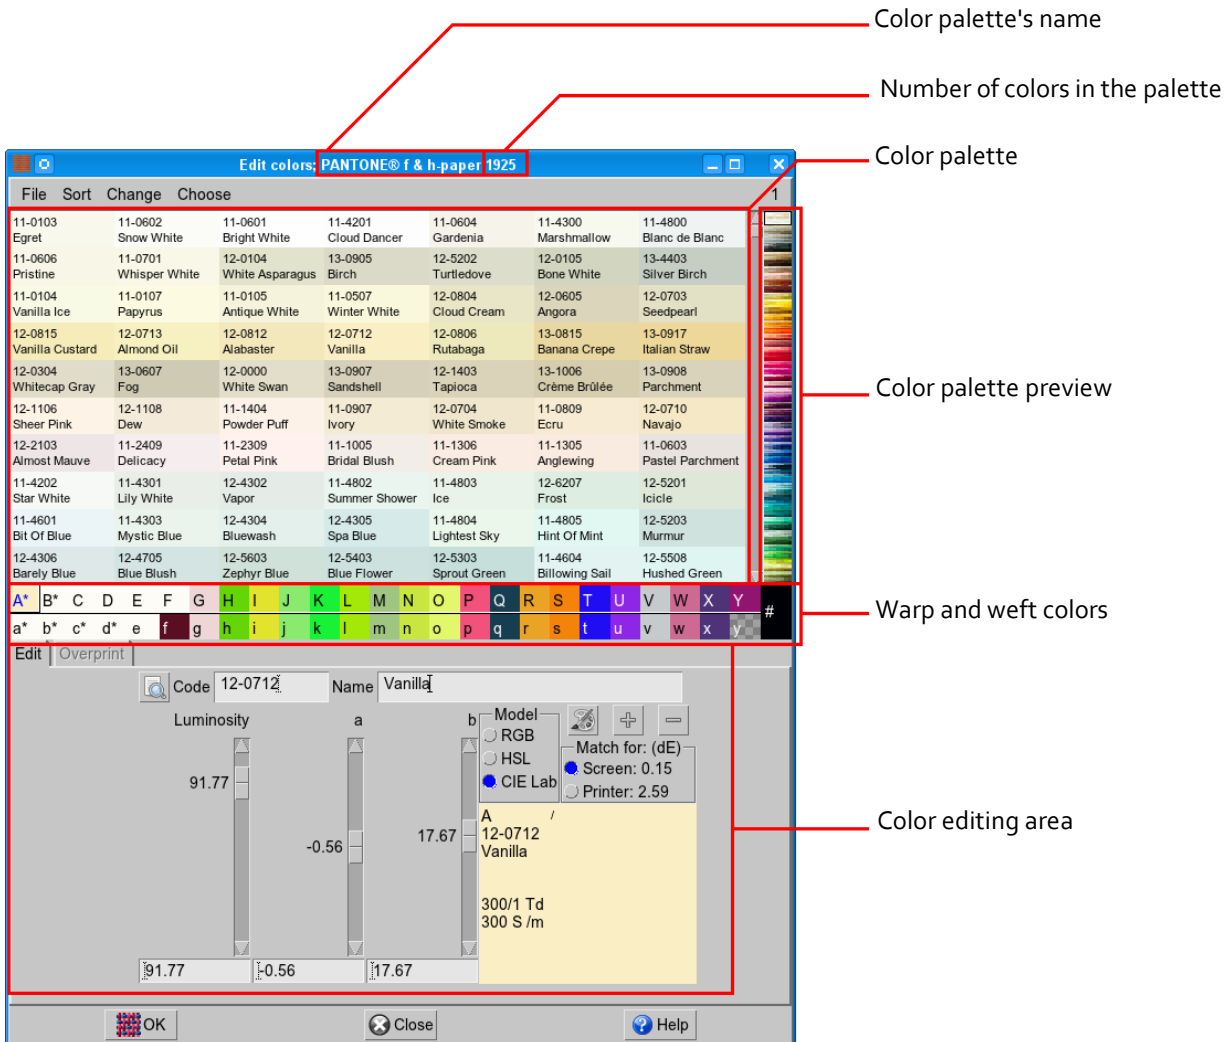 Color palette's name
Number of colors in the palette
Color palette
Edit colors; PANTONE® f & h-paper 1925
File Sort Change Choose 1
11-0103 11-0602 11-0601 11-4201 11-0604 11-4300 11-4800
Egret Snow White Bright White Cloud Dancer Gardenia Marshmallow Blanc de Blanc
11-0606 11-0701 12-0104 13-0905 12-5202 12-0105 13-4403
Pristine Whisper White White Asparagus Birch Turtledove Bone White Silver Birch
11-0104 11-0107 11-0105 11-0507 12-0804 12-0605 12-0703
Vanilla Ice Papyrus Antique White Winter White Cloud Cream Angora Seedpearl
12-0815 12-0713 12-0812 12-0712 12-0806 13-0815 13-0917
Vanilla Custard Almond Oil Alabaster Vanilla Rutabaga Banana Crepe Italian Straw
12-0304 13-0607 12-0000 13-0907 12-1403 13-1006 13-0908
Whitecap Gray Fog White Swan Sandshell Tapioca Crème Brûlée Parchment
Color palette preview
12-1106 12-1108 11-1404 11-0907 12-0704 11-0809 12-0710
Sheer Pink Dew Powder Puff Ivory White Smoke Ecru Navajo
12-2103 11-2409 11-2309 11-1005 11-1306 11-1305 11-0603
Almost Mauve Delicacy Petal Pink Bridal Blush Cream Pink Anglewing Pastel Parchment
11-4202 11-4301 12-4302 11-4802 11-4803 12-6207 12-5201
Star White Lily White Vapor Summer Shower Ice Frost Icicle
11-4601 11-4303 12-4304 12-4305 11-4804 11-4805 12-5203
Bit Of Blue Mystic Blue Bluewash Spa Blue Lightest Sky Hint Of Mint Murmur
12-4306 12-4705 12-5603 12-5403 12-5303 11-4604 12-5508
Barely Blue Blue Blush Zephyr Blue Blue Flower Sprout Green Billowing Sail Hushed Green
A* B* C D E F G H I J K L M N O P Q R S T U V W X Y #
Warp and weft colors
a* b* c* d* e f g h i j k l m n o p q r s t u v w x y
Edit Overprint
Code 12-0712 Name Vanilla
Luminosity a b Model
RGB
Match for: (dE)
HSL
Screen: 0.15
CIE Lab
Printer: 2.59
91.77
-0.56
17.67
A /
12-0712
Vanilla
300/1 Td
300 S /m
Color editing area
91.77 -0.56 17.67
OK Close Help